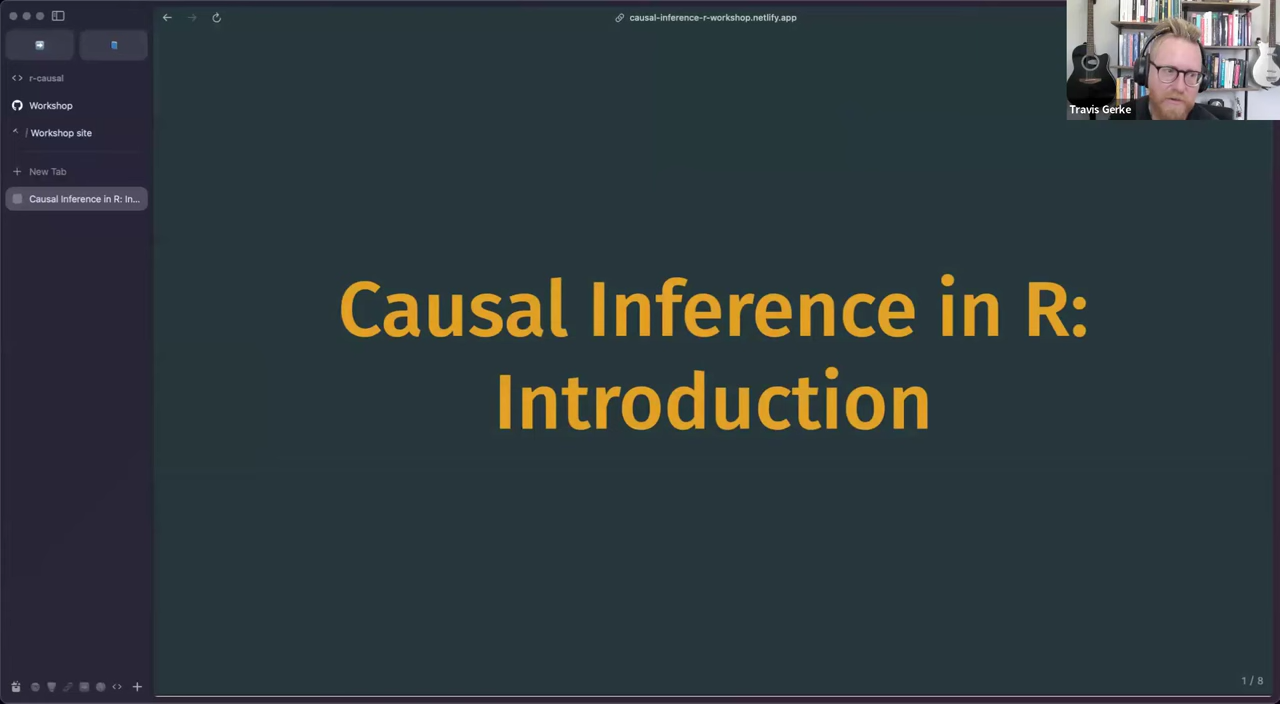 causal-inference-r-workshop.netlify.app
Travis Gerke
r-causal
Workshop
/ Workshop site
New Tab
Causal Inference in R: In...
Causal Inference in R:
Introduction
1 / 8